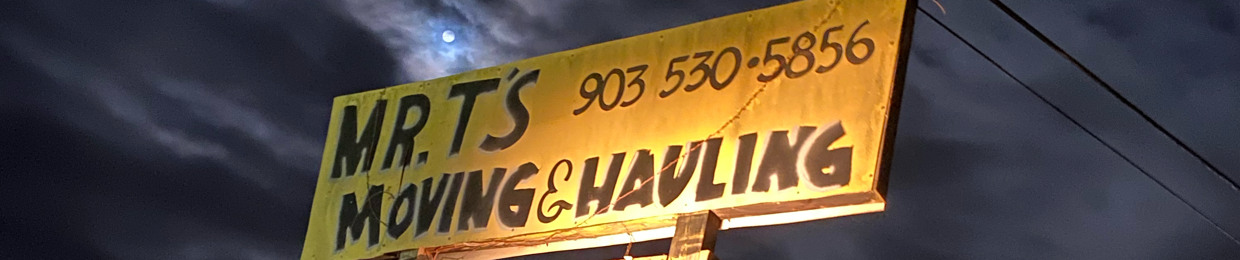 MR. T'S 903 530·5856
MOVING & HAULING